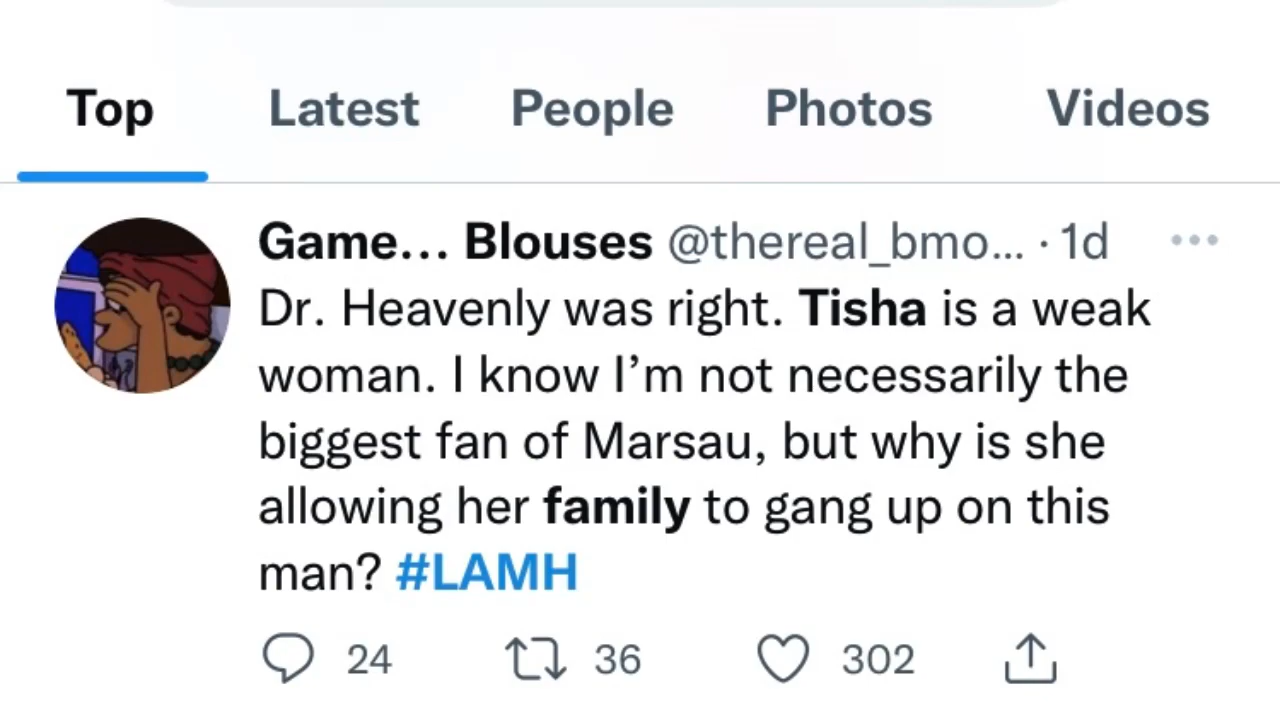 Top Latest People Photos Videos
Game... Blouses @thereal_bmo... · 1d
Dr. Heavenly was right. Tisha is a weak
woman. I know I’m not necessarily the
biggest fan of Marsau, but why is she
allowing her family to gang up on this
man? #LAMH
24 36 302